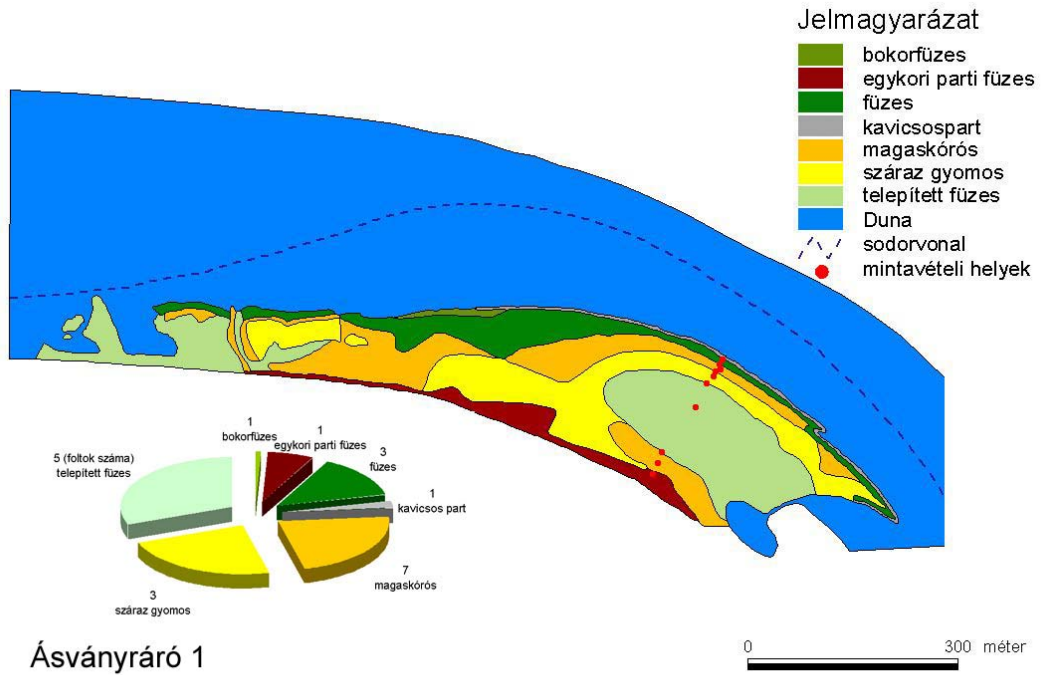 Jelmagyarázat
bokorfüzes
egykori parti füzes
füzes
kavicsospart
magaskórós
száraz gyomos
telepített füzes
Duna
sodorvonal
mintavételi helyek
1
bokorfüzes
1
egykori parti füzes
3
füzes
1
kavicsos part
7
magaskórós
3
száraz gyomos
5 (foltok száma)
telepített füzes
Ásványráró 1
0 300 méter